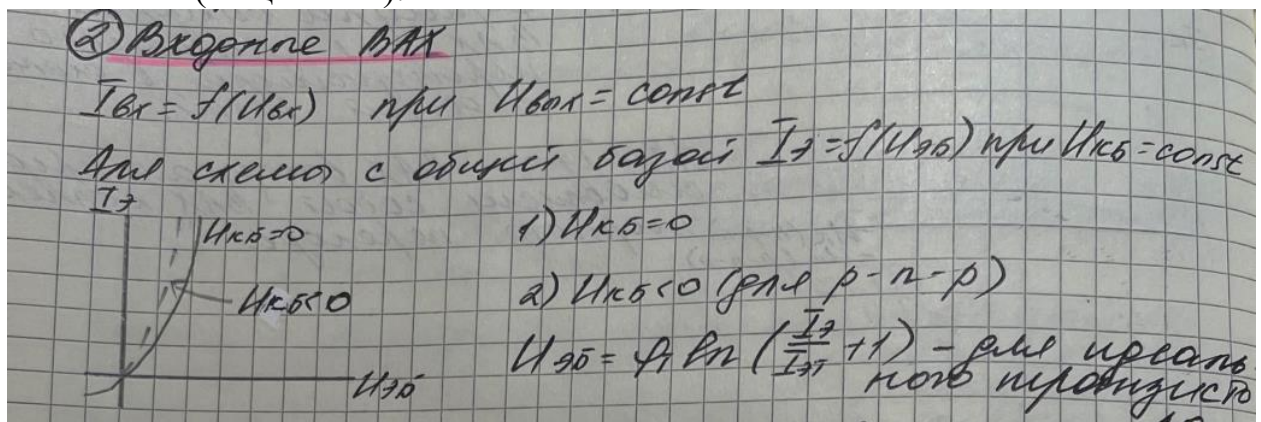 ② Входные ВАХ
Iвх = f(Uвх) при Uвых = const
Для схемы с общей базой Iэ = f(Uэб) при Uкб = const
Iэ
Uкб=0
1) Uкб=0
Uкб<0
2) Uкб<0 (для p-n-p)
Uэб = φт ln (Iэ/Iэт + 1) - для идеаль
Uэб
ного транзисто